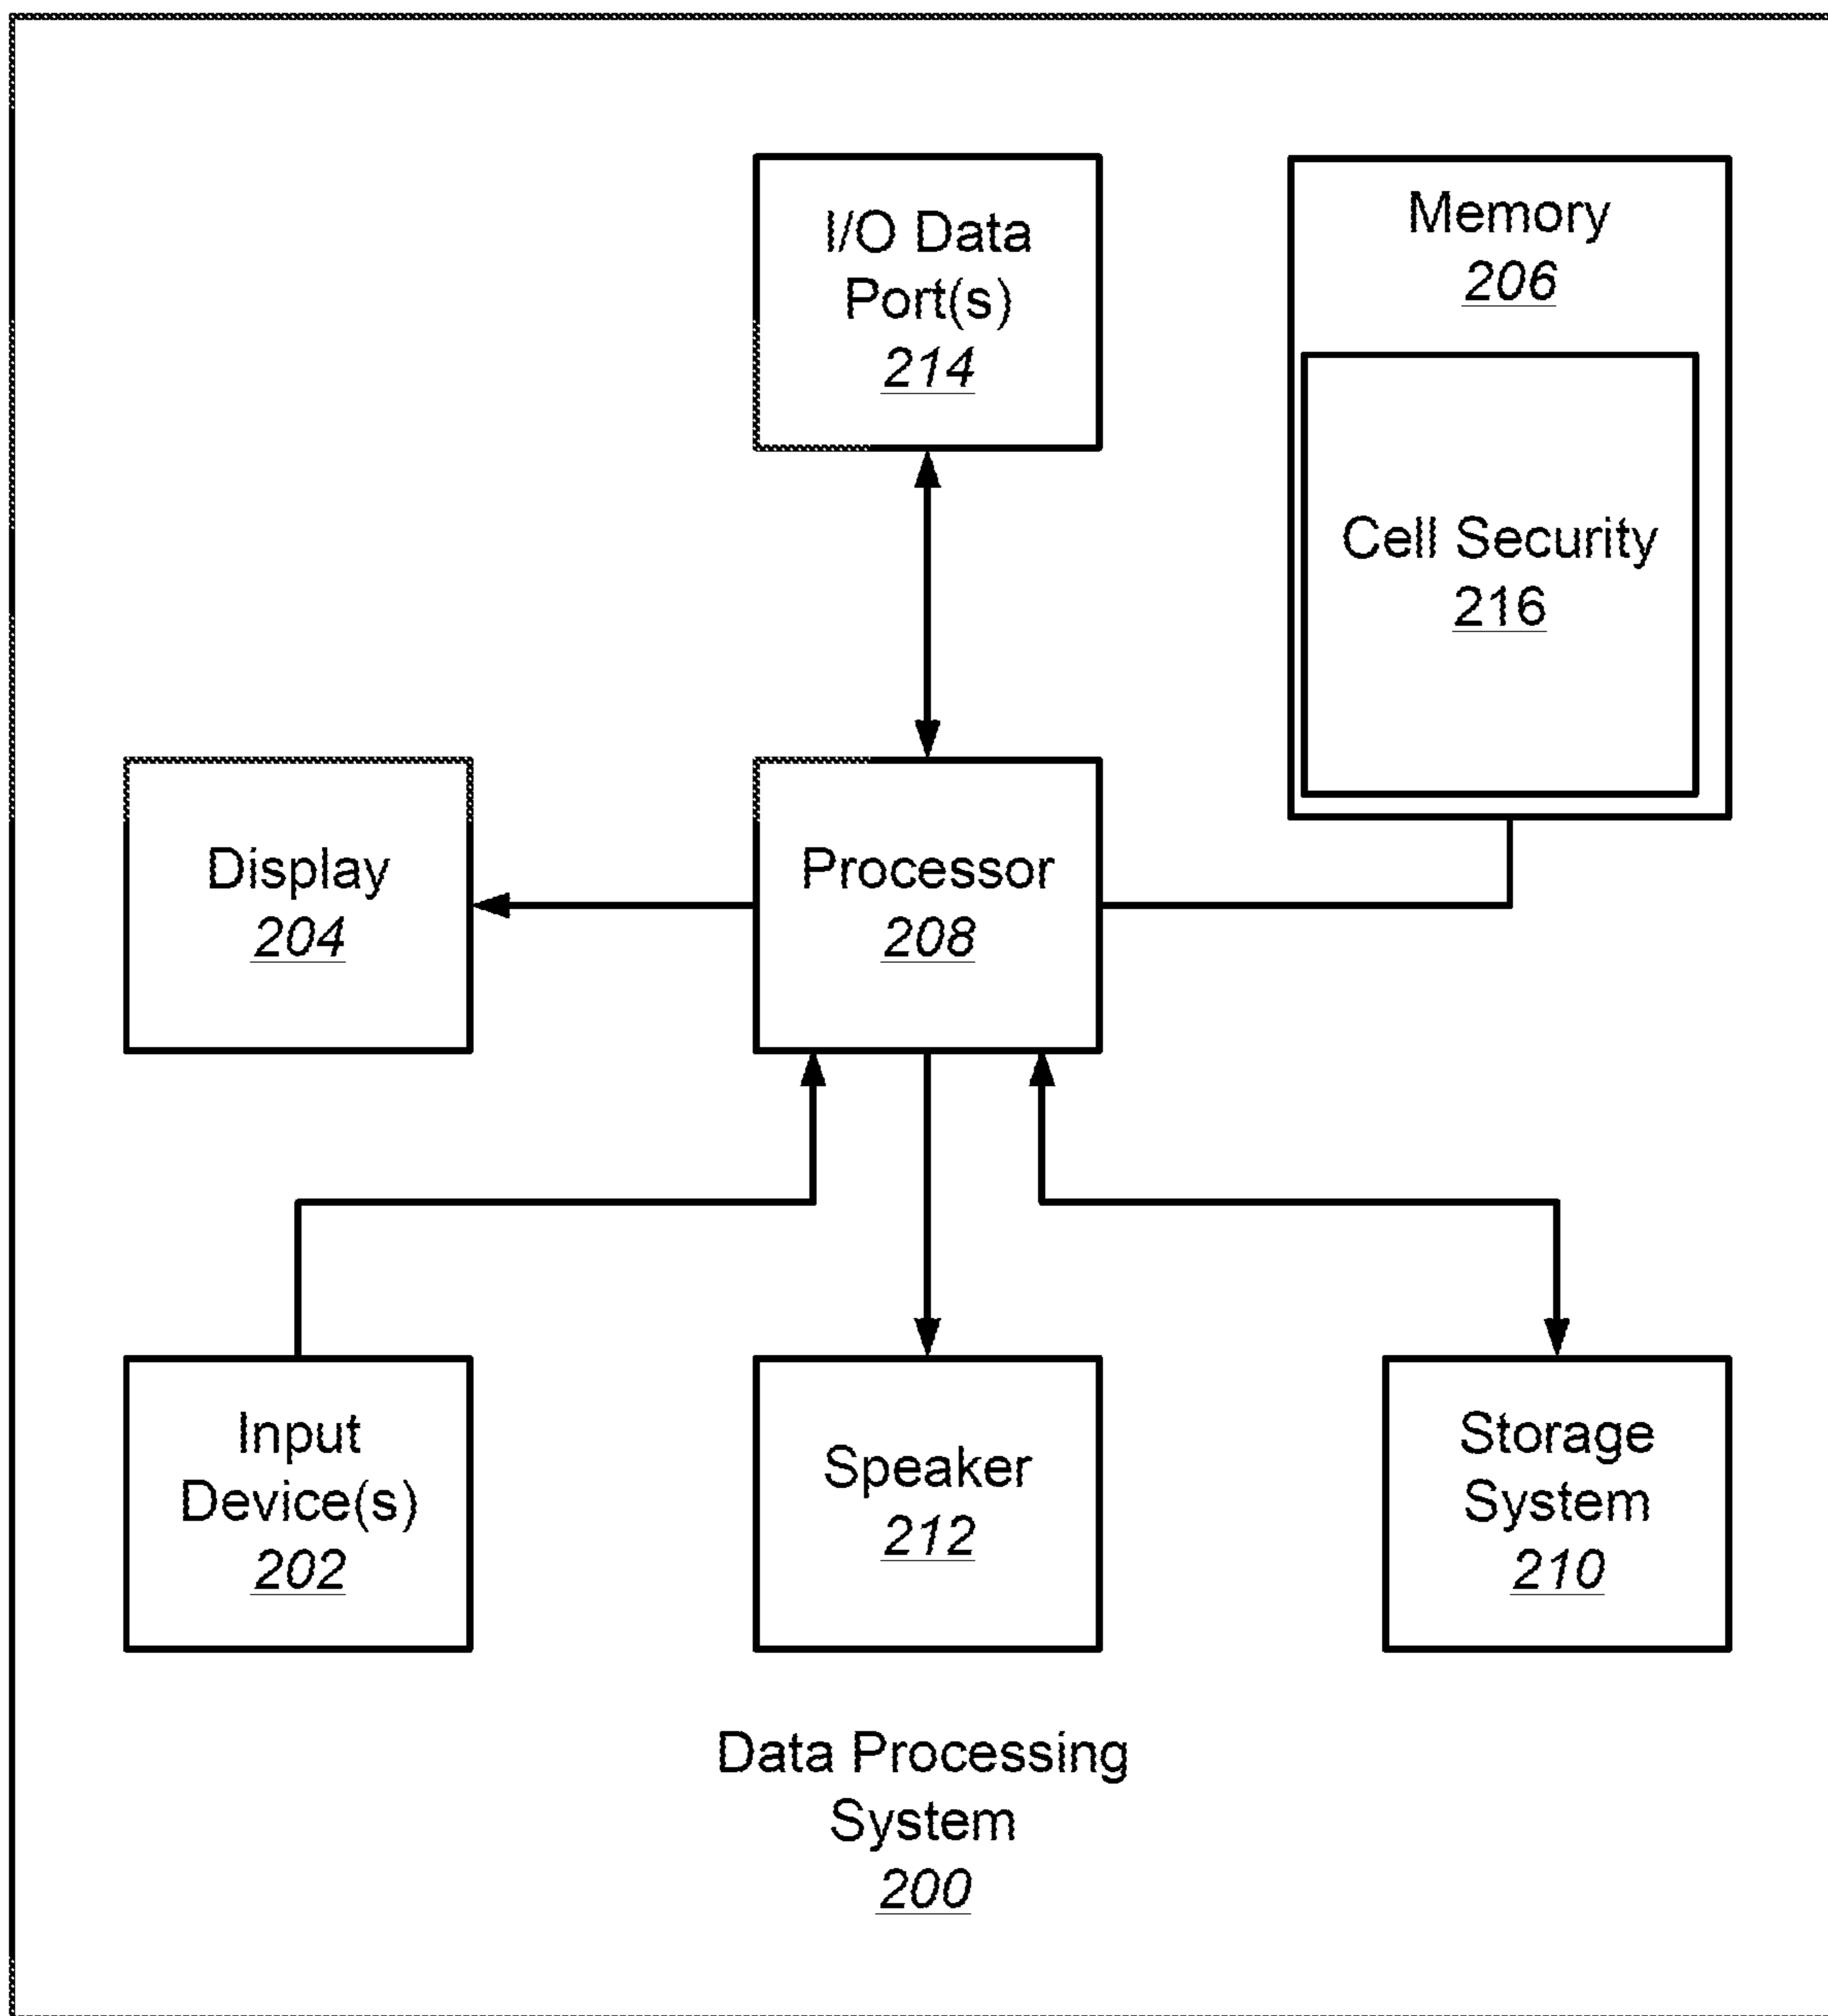 I/O Data
Port(s)
214
Memory
206
Cell Security
216
Display
204
Processor
208
Input
Device(s)
202
Speaker
212
Storage
System
210
Data Processing
System
200